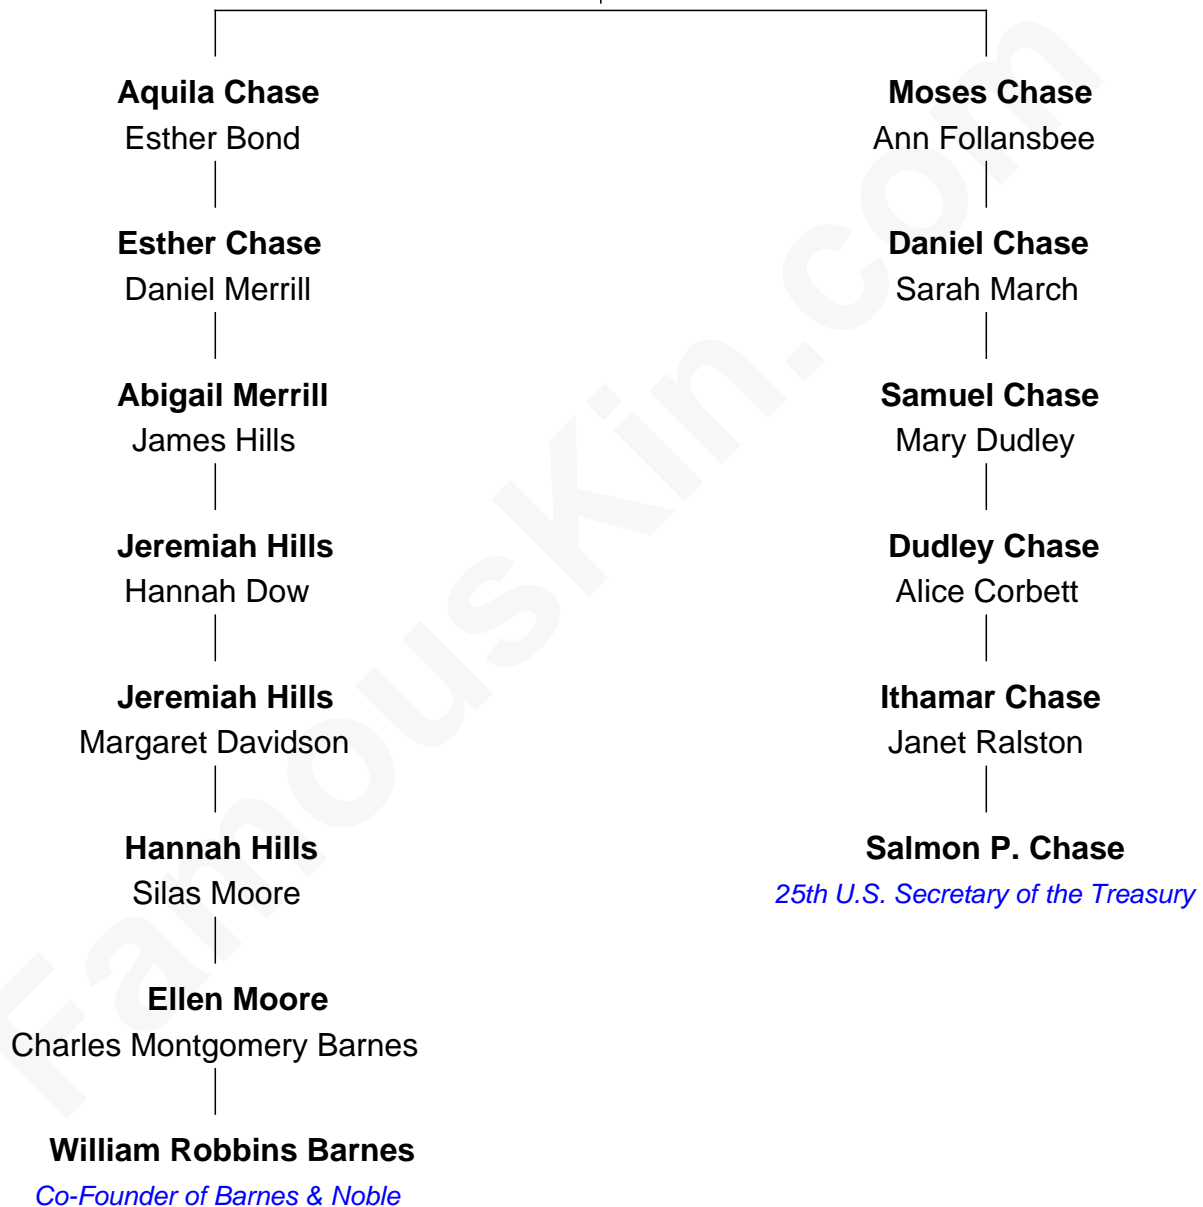 Aquila Chase
Esther Bond
Esther Chase
Daniel Merrill
Abigail Merrill
James Hills
Jeremiah Hills
Hannah Dow
Jeremiah Hills
Margaret Davidson
Hannah Hills
Silas Moore
Ellen Moore
Charles Montgomery Barnes
William Robbins Barnes
Co-Founder of Barnes & Noble
Moses Chase
Ann Follansbee
Daniel Chase
Sarah March
Samuel Chase
Mary Dudley
Dudley Chase
Alice Corbett
Ithamar Chase
Janet Ralston
Salmon P. Chase
25th U.S. Secretary of the Treasury
FamousKin.com